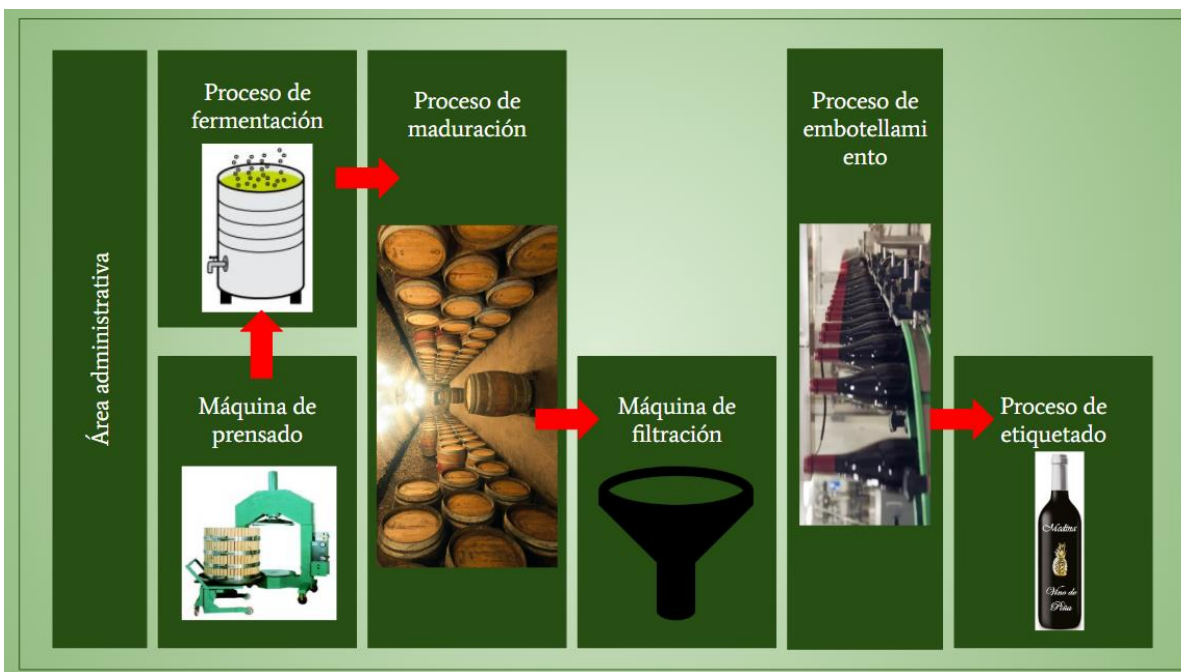 Área administrativa
Proceso de
fermentación
Máquina de
prensado
Proceso de
maduración
Máquina de
filtración
Proceso de
embotellami
ento
Proceso de
etiquetado
Medina
Vino de
Piña